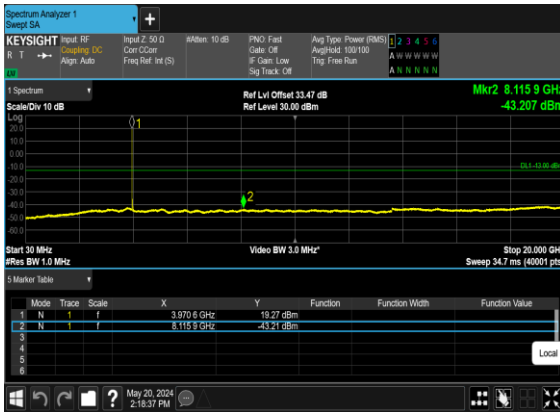 Spectrum Analyzer 1
Swept SA
+
KEYSIGHT
R T
LXI
Input: RF
Coupling: DC
Align: Auto
Input Z: 50 Ω
Corr CCorr
Freq Ref: Int (S)
#Atten: 10 dB
PNO: Fast
Gate: Off
IF Gain: Low
Sig Track: Off
Avg Type: Power (RMS)
Avg|Hold: 100/100
Trig: Free Run
1 2 3 4 5 6
A W W W W W
A N N N N N
1 Spectrum
Scale/Div 10 dB
Ref Lvl Offset 33.47 dB
Ref Level 30.00 dBm
Mkr2 8.115 9 GHz
-43.207 dBm
Log
20.0
10.0
0.00
-10.0
-20.0
-30.0
-40.0
-50.0
-60.0
1
2
DL1 -13.00 dBm
Start 30 MHz
#Res BW 1.0 MHz
Video BW 3.0 MHz*
Stop 20.000 GHz
Sweep 34.7 ms (40001 pts)
5 Marker Table
Mode Trace Scale X Y Function Function Width Function Value
1 N 1 f 3.970 6 GHz 19.27 dBm
2 N 1 f 8.115 9 GHz -43.21 dBm
3
4
5
6
Local
?
May 20, 2024
2:18:37 PM